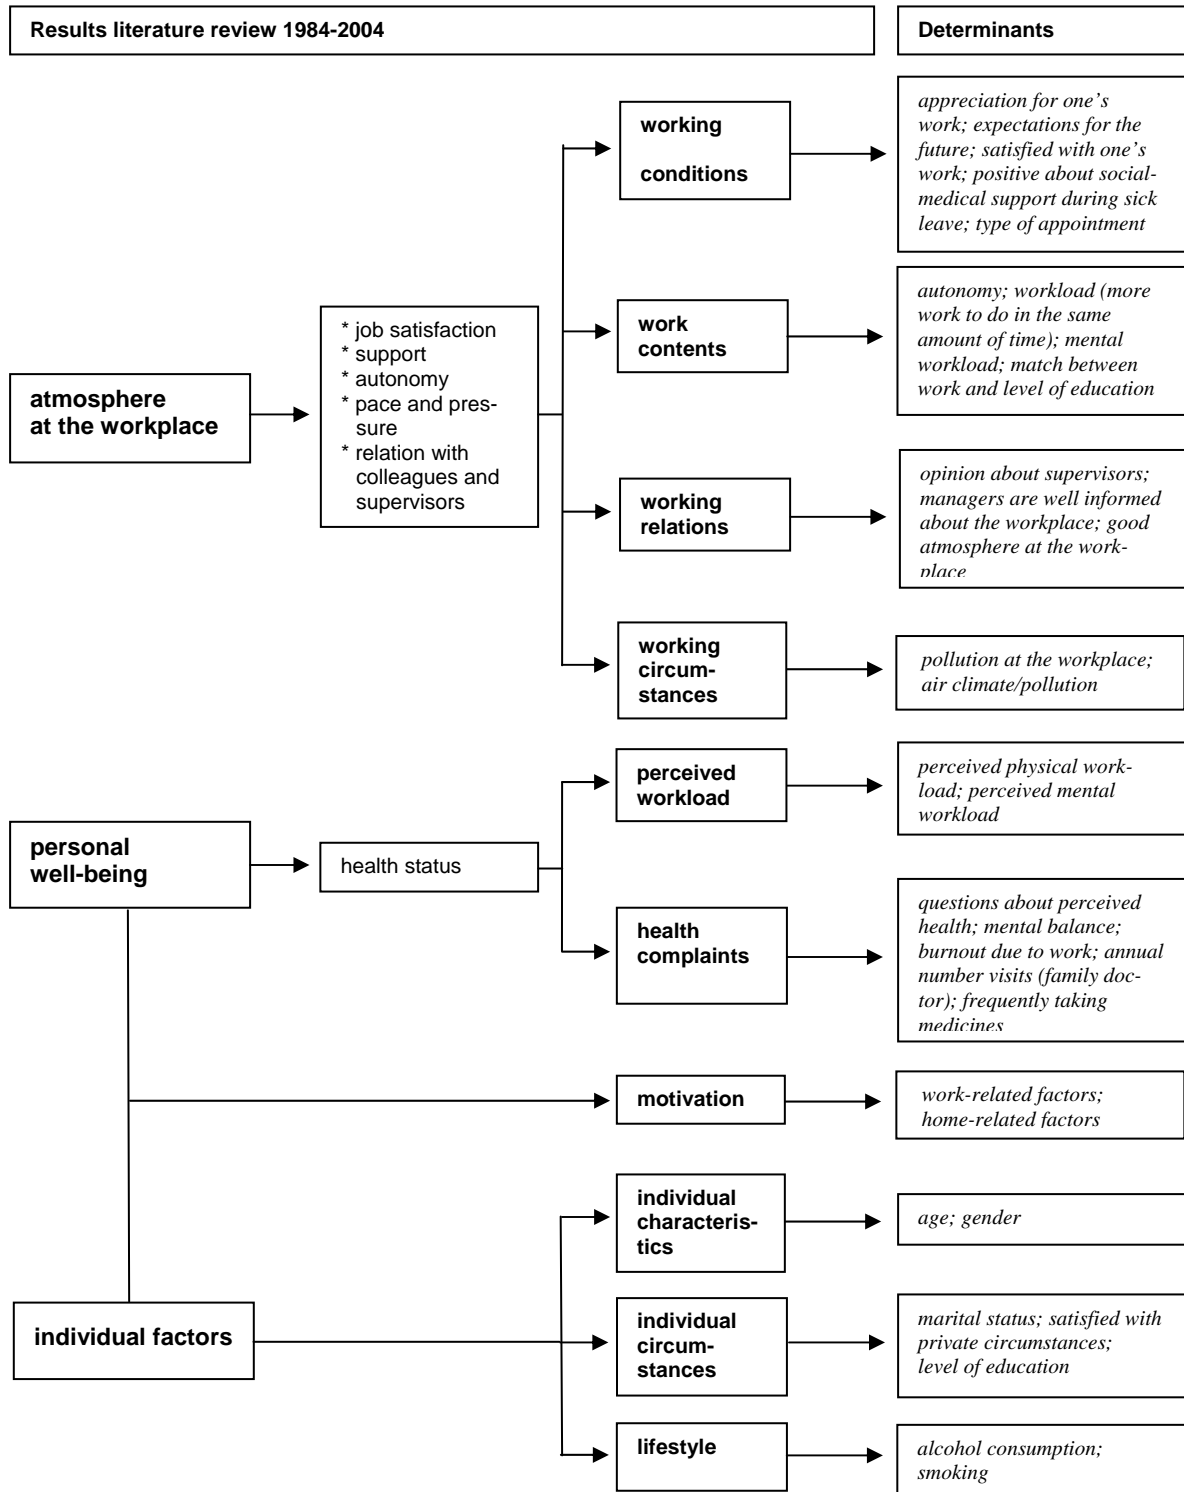 Results literature review 1984-2004
Determinants
working
conditions
appreciation for one's
work; expectations for the
future; satisfied with one's
work; positive about social-
medical support during sick
leave; type of appointment
atmosphere
at the workplace
* job satisfaction
* support
* autonomy
* pace and pres-
sure
* relation with
colleagues and
supervisors
work
contents
autonomy; workload (more
work to do in the same
amount of time); mental
workload; match between
work and level of education
working
relations
opinion about supervisors;
managers are well informed
about the workplace; good
atmosphere at the work-
place
working
circum-
stances
pollution at the workplace;
air climate/pollution
personal
well-being
health status
perceived
workload
perceived physical work-
load; perceived mental
workload
health
complaints
questions about perceived
health; mental balance;
burnout due to work; annual
number visits (family doc-
tor); frequently taking
medicines
motivation
work-related factors;
home-related factors
individual factors
individual
characteris-
tics
age; gender
individual
circum-
stances
marital status; satisfied with
private circumstances;
level of education
lifestyle
alcohol consumption;
smoking